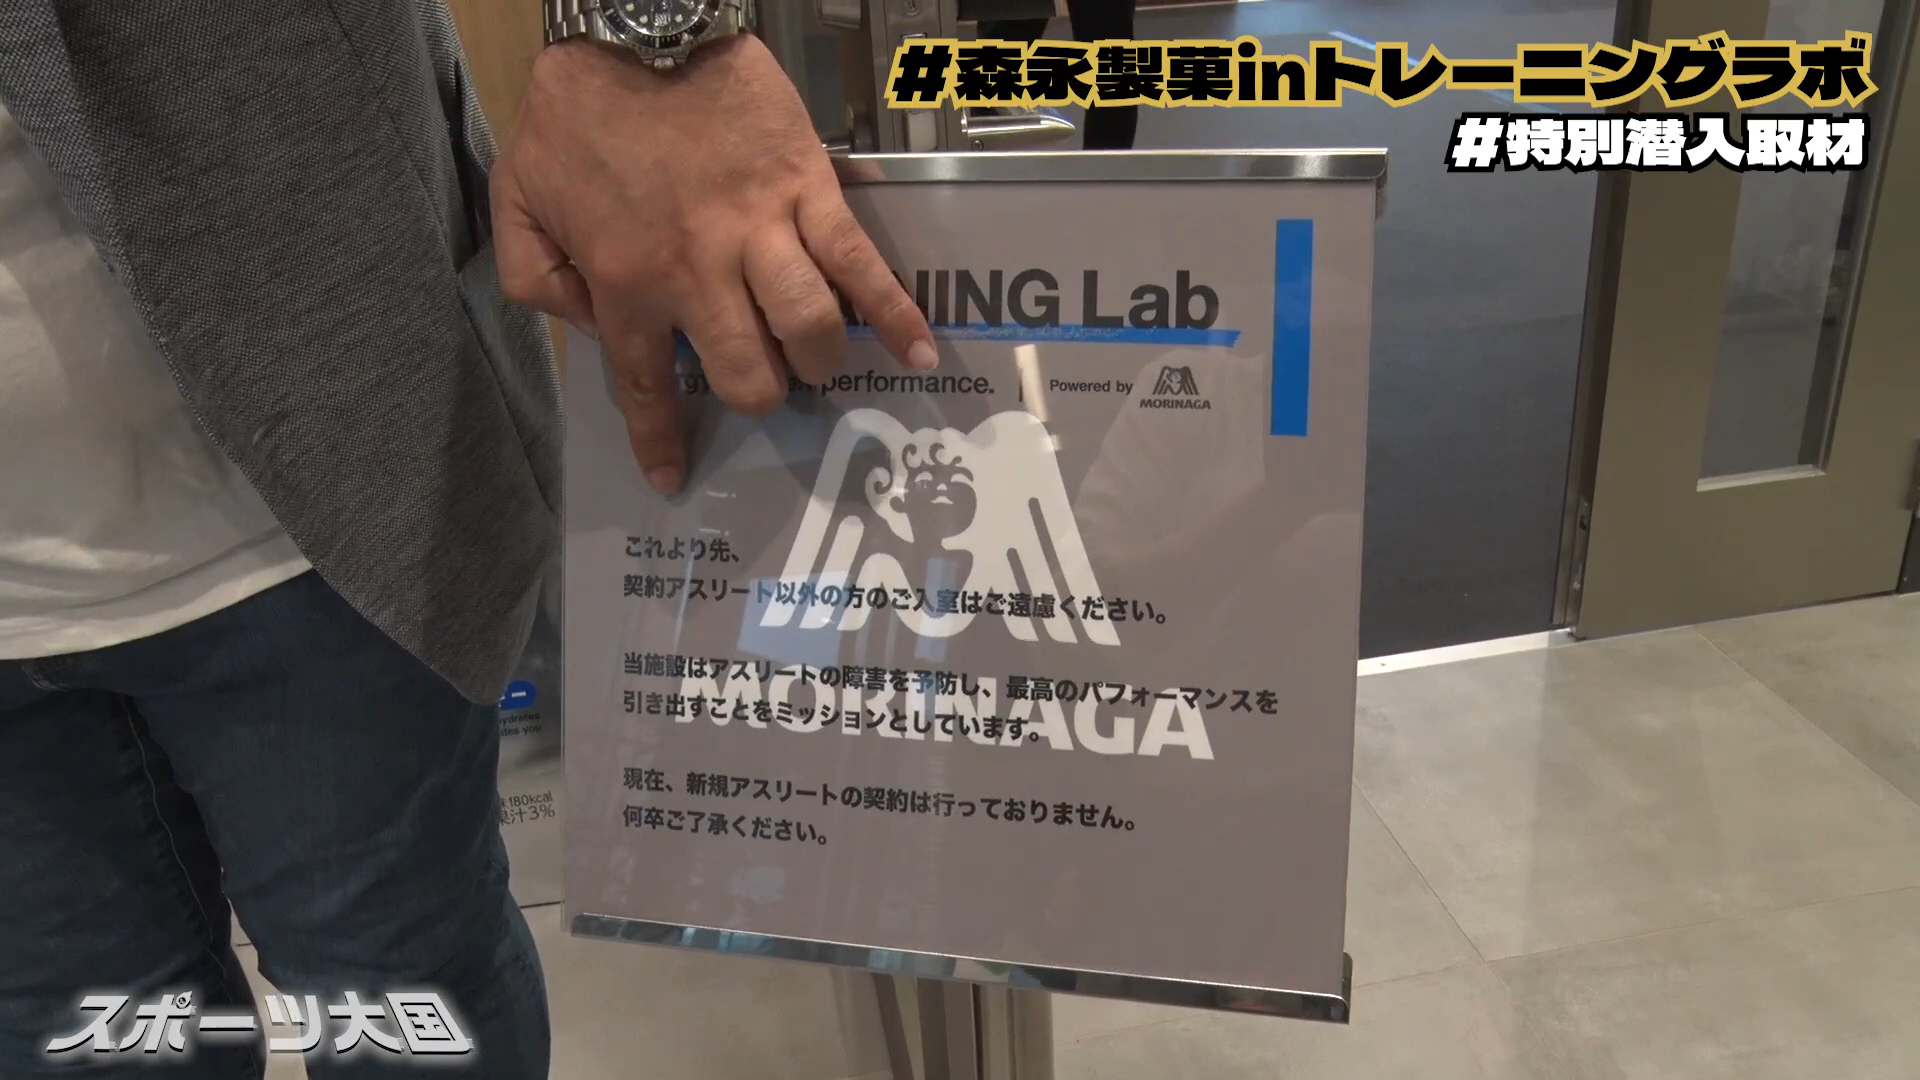 #森永製菓inトレーニングラボ
#特別潜入取材
NING Lab
performance.
Powered by
MORINAGA
これより先、
契約アスリート以外の方のご入室はご遠慮ください。
当施設はアスリートの障害を予防し、最高のパフォーマンスを
引き出すことをミッションとしています。
MORINAGA
現在、新規アスリートの契約は行っておりません。
何卒ご了承ください。
180kcal
果汁3%
スポーツ大国